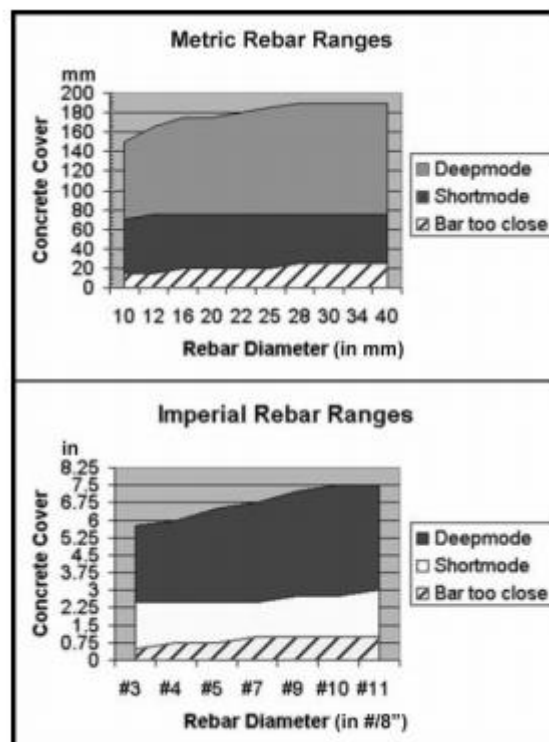 Metric Rebar Ranges
mm
200
180
160
140
120
100
80
60
40
20
0
Concrete Cover
10 12 16 20 22 25 28 30 34 40
Rebar Diameter (in mm)
Deepmode
Shortmode
Bar too close
Imperial Rebar Ranges
in
8.25
7.5
6.75
6
5.25
4.5
3.75
3
2.25
1.5
0.75
0
Concrete Cover
#3 #4 #5 #7 #9 #10 #11
Rebar Diameter (in #/8”)
Deepmode
Shortmode
Bar too close